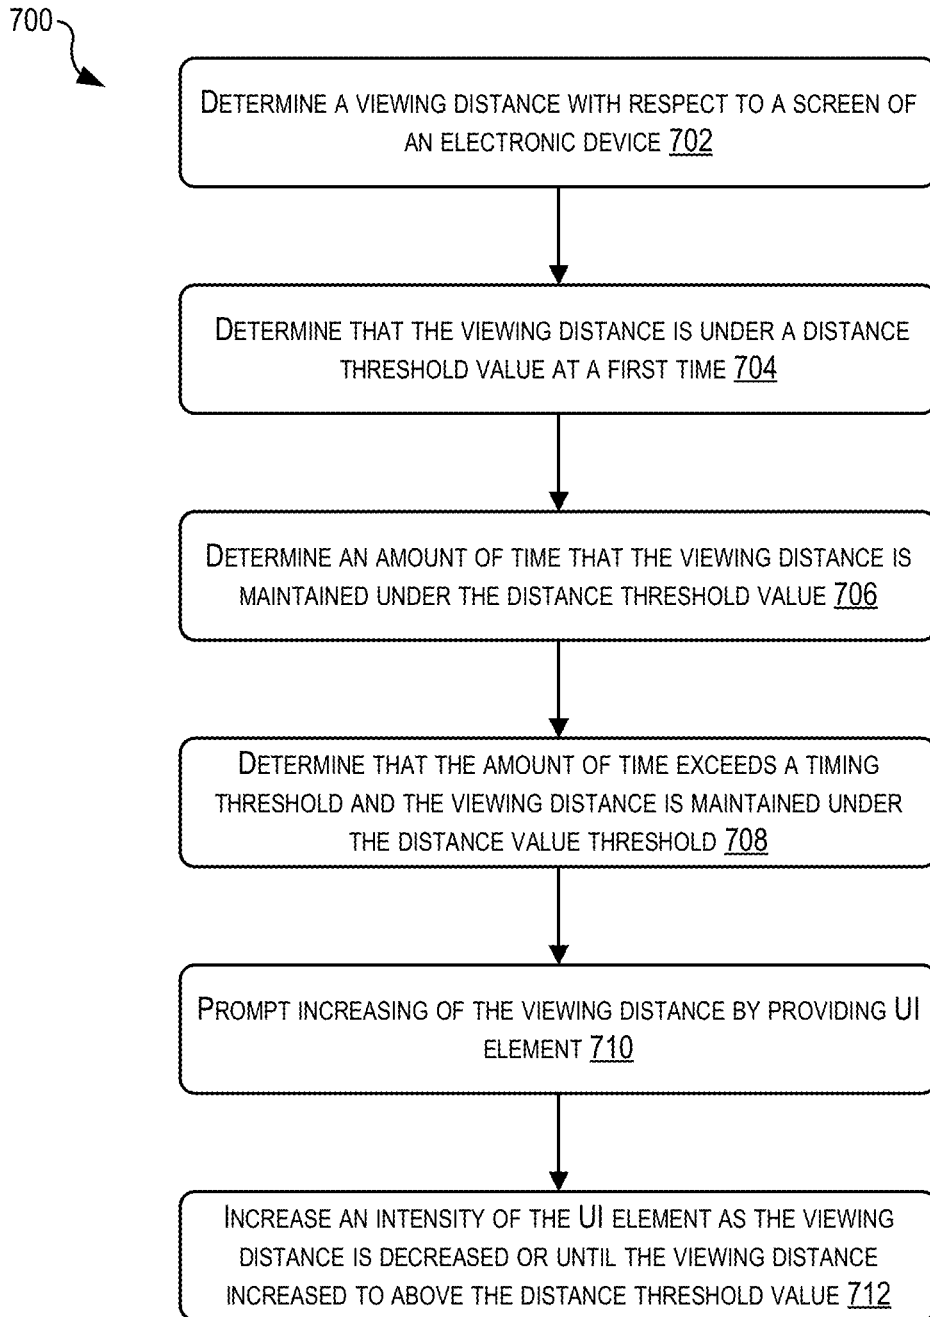 700
DETERMINE A VIEWING DISTANCE WITH RESPECT TO A SCREEN OF
AN ELECTRONIC DEVICE 702
DETERMINE THAT THE VIEWING DISTANCE IS UNDER A DISTANCE
THRESHOLD VALUE AT A FIRST TIME 704
DETERMINE AN AMOUNT OF TIME THAT THE VIEWING DISTANCE IS
MAINTAINED UNDER THE DISTANCE THRESHOLD VALUE 706
DETERMINE THAT THE AMOUNT OF TIME EXCEEDS A TIMING
THRESHOLD AND THE VIEWING DISTANCE IS MAINTAINED UNDER
THE DISTANCE VALUE THRESHOLD 708
PROMPT INCREASING OF THE VIEWING DISTANCE BY PROVIDING UI
ELEMENT 710
INCREASE AN INTENSITY OF THE UI ELEMENT AS THE VIEWING
DISTANCE IS DECREASED OR UNTIL THE VIEWING DISTANCE
INCREASED TO ABOVE THE DISTANCE THRESHOLD VALUE 712